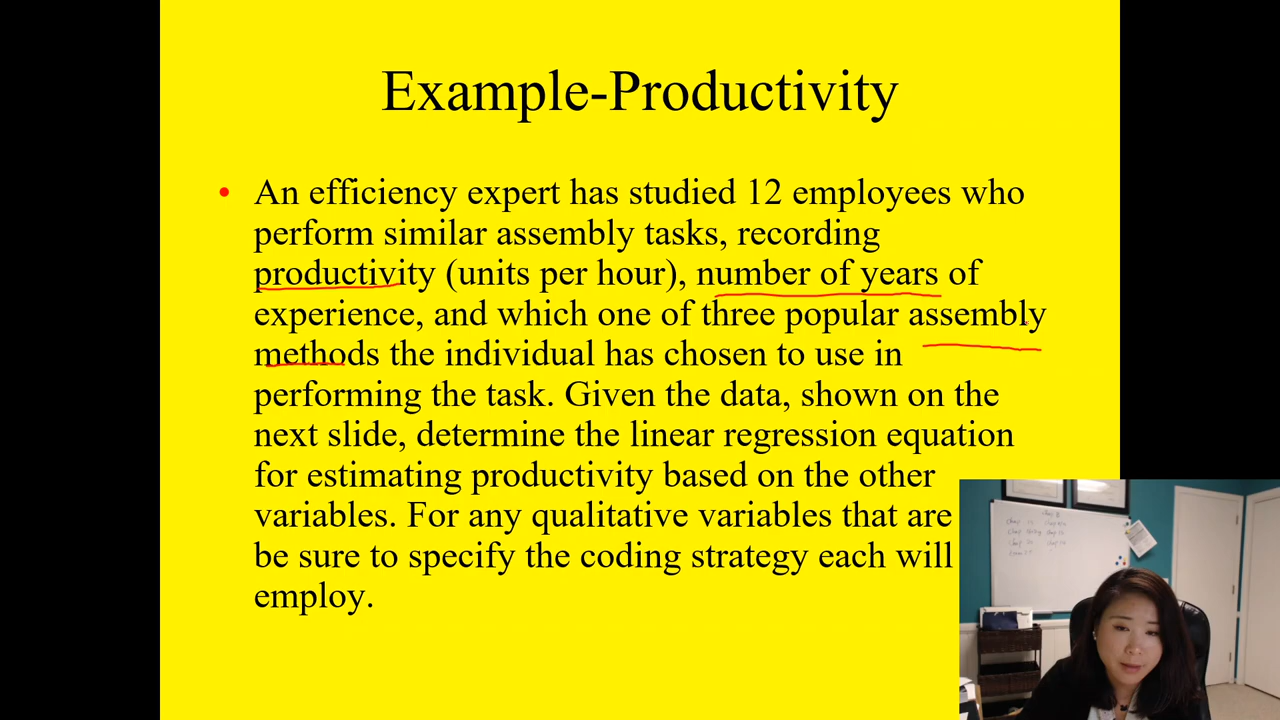 Example-Productivity
• An efficiency expert has studied 12 employees who
perform similar assembly tasks, recording
productivity (units per hour), number of years of
experience, and which one of three popular assembly
methods the individual has chosen to use in
performing the task. Given the data, shown on the
next slide, determine the linear regression equation
for estimating productivity based on the other
variables. For any qualitative variables that are
be sure to specify the coding strategy each will
employ.